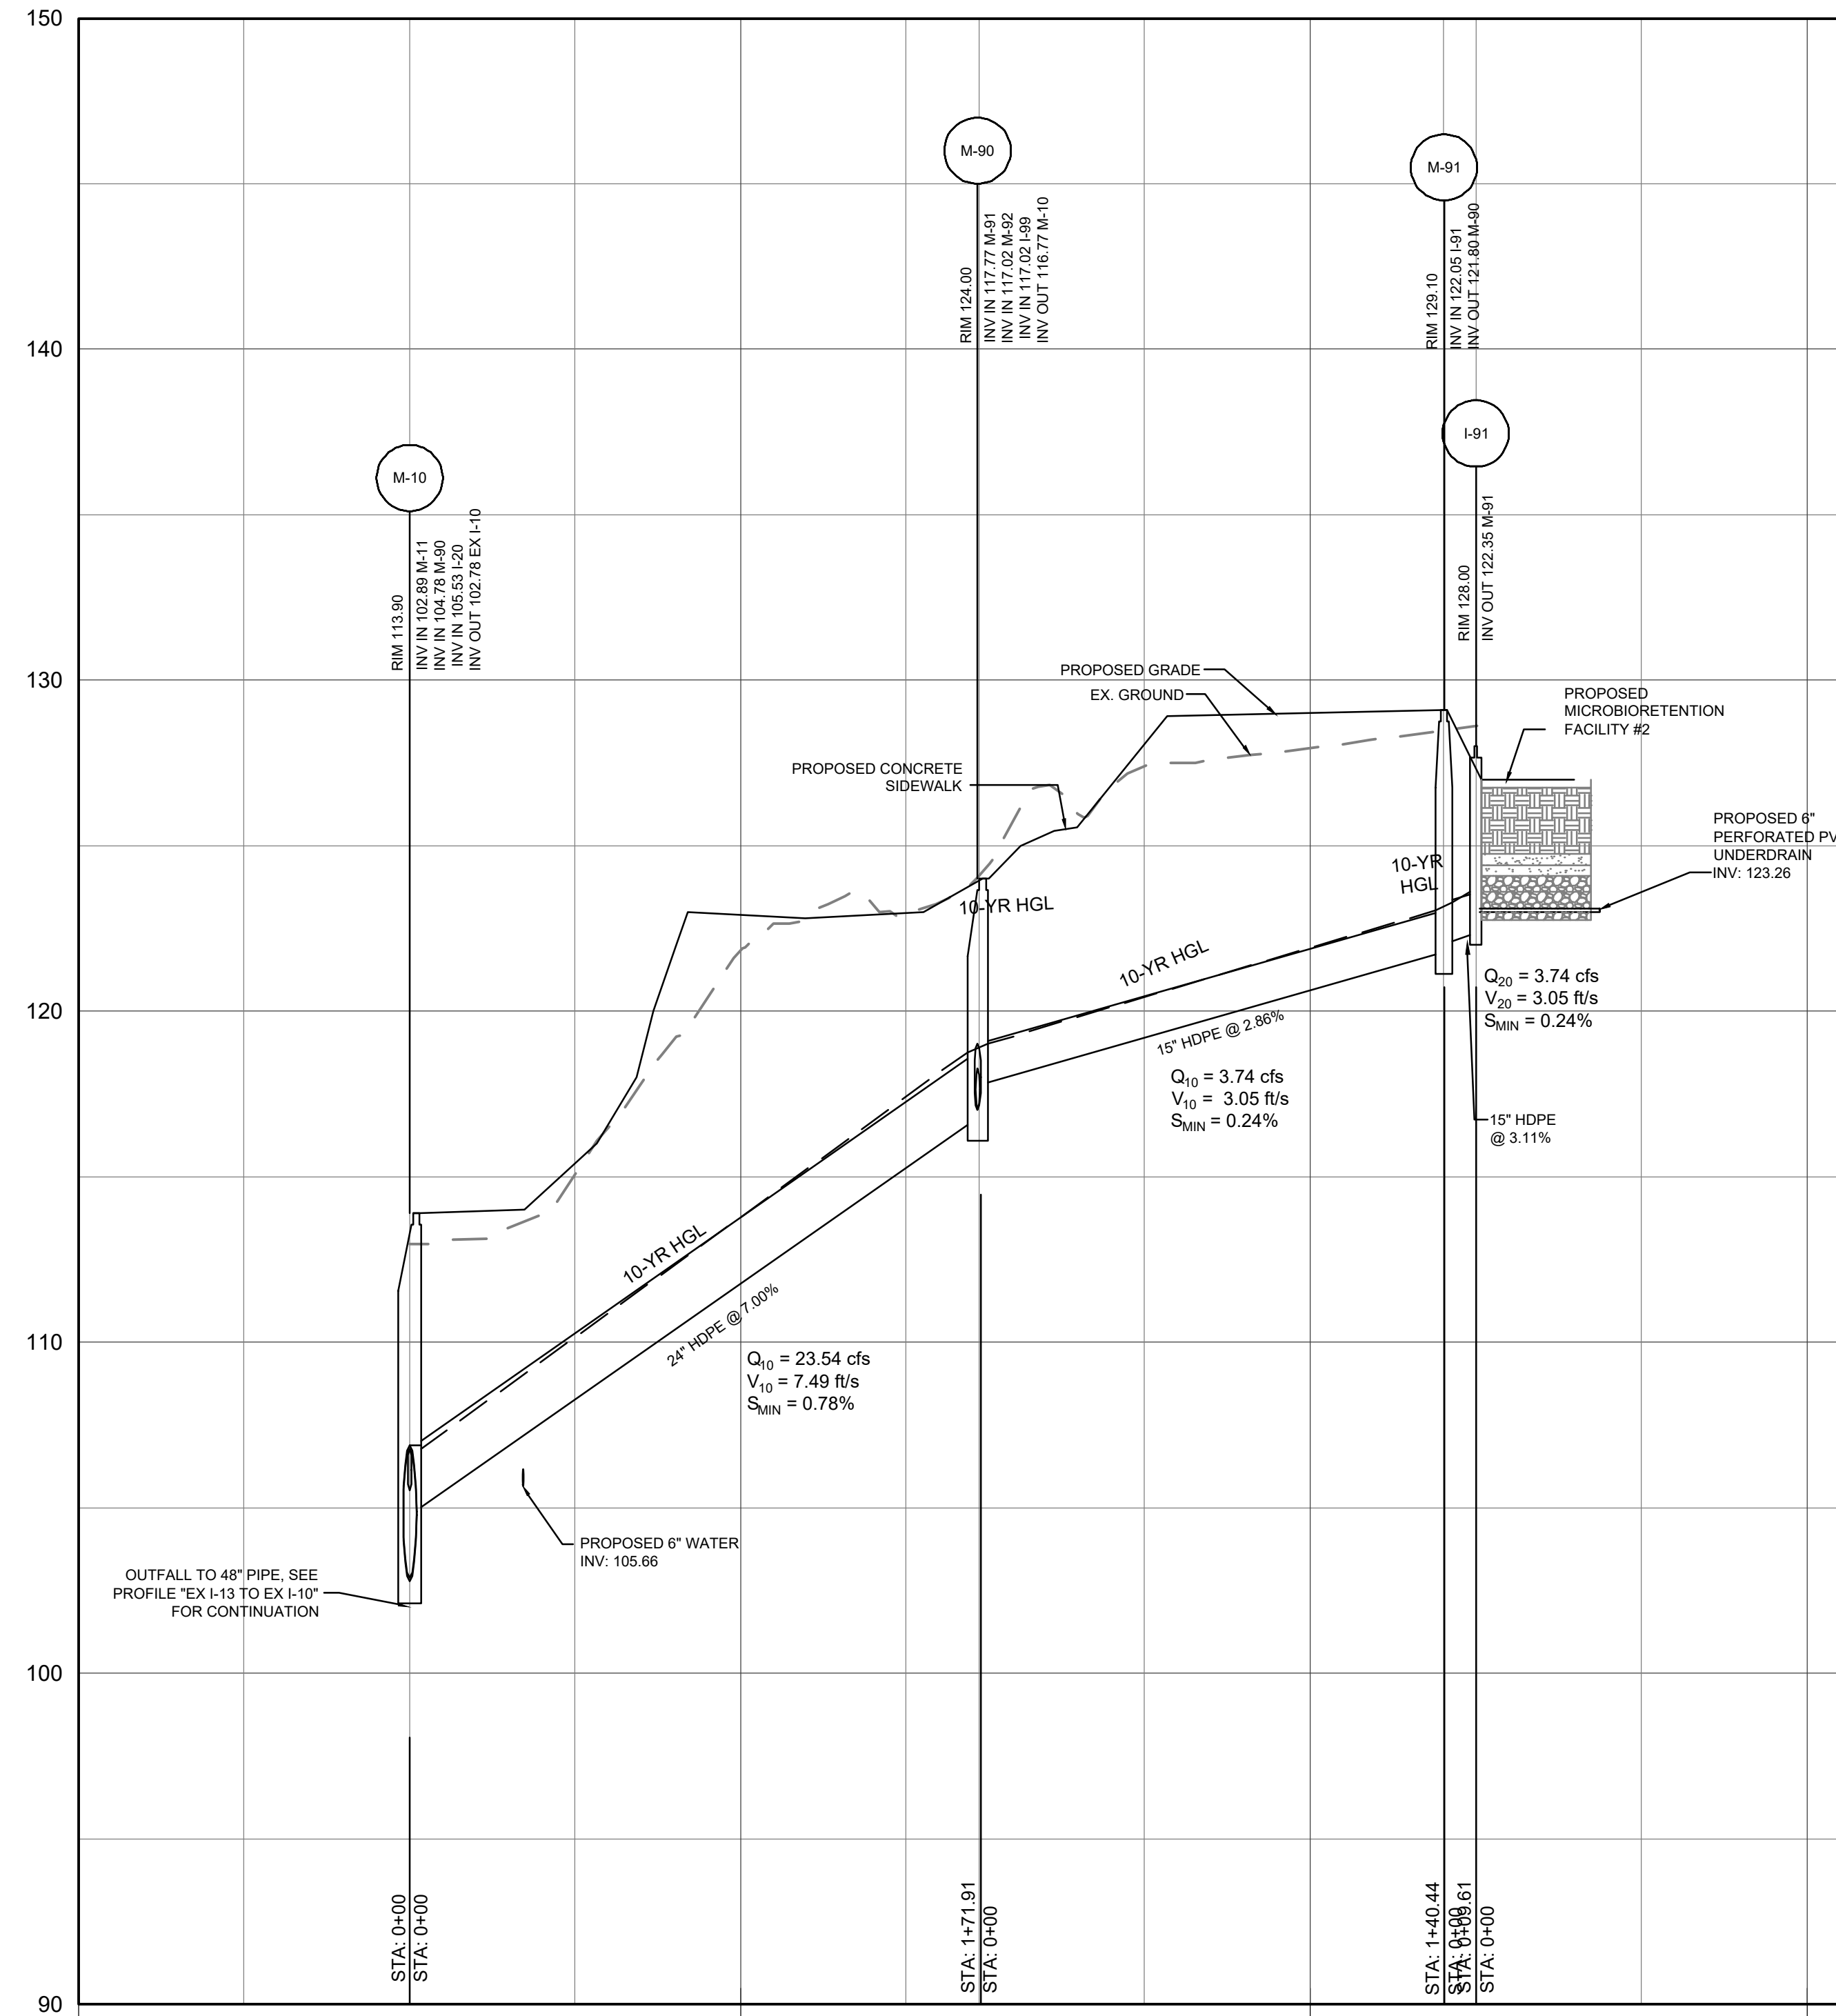 150
140
130
120
110
100
90
M-10
RIM 113.90
INV IN 102.89 M-11
INV IN 104.78 M-90
INV IN 105.53 I-20
INV OUT 102.78 EX I-10
M-90
RIM 124.00
INV IN 117.77 M-91
INV IN 117.02 M-92
INV IN 117.02 I-99
INV OUT 116.77 M-10
M-91
RIM 129.10
INV IN 122.05 I-91
INV OUT 121.80 M-90
I-91
RIM 128.00
INV OUT 122.35 M-91
PROPOSED GRADE
EX. GROUND
PROPOSED CONCRETE
SIDEWALK
PROPOSED
MICROBIORETENTION
FACILITY #2
PROPOSED 6"
PERFORATED PV
UNDERDRAIN
INV: 123.26
10-YR
HGL
10-YR HGL
10-YR HGL
10-YR HGL
15" HDPE @ 2.86%
24" HDPE @ 7.00%
Q20 = 3.74 cfs
V20 = 3.05 ft/s
SMIN = 0.24%
Q10 = 3.74 cfs
V10 = 3.05 ft/s
SMIN = 0.24%
15" HDPE
@ 3.11%
Q10 = 23.54 cfs
V10 = 7.49 ft/s
SMIN = 0.78%
PROPOSED 6" WATER
INV: 105.66
OUTFALL TO 48" PIPE, SEE
PROFILE "EX I-13 TO EX I-10"
FOR CONTINUATION
STA: 0+00
STA: 0+00
STA: 1+71.91
STA: 0+00
STA: 1+40.44
STA: 0+00
STA: 0+09.61
STA: 0+00